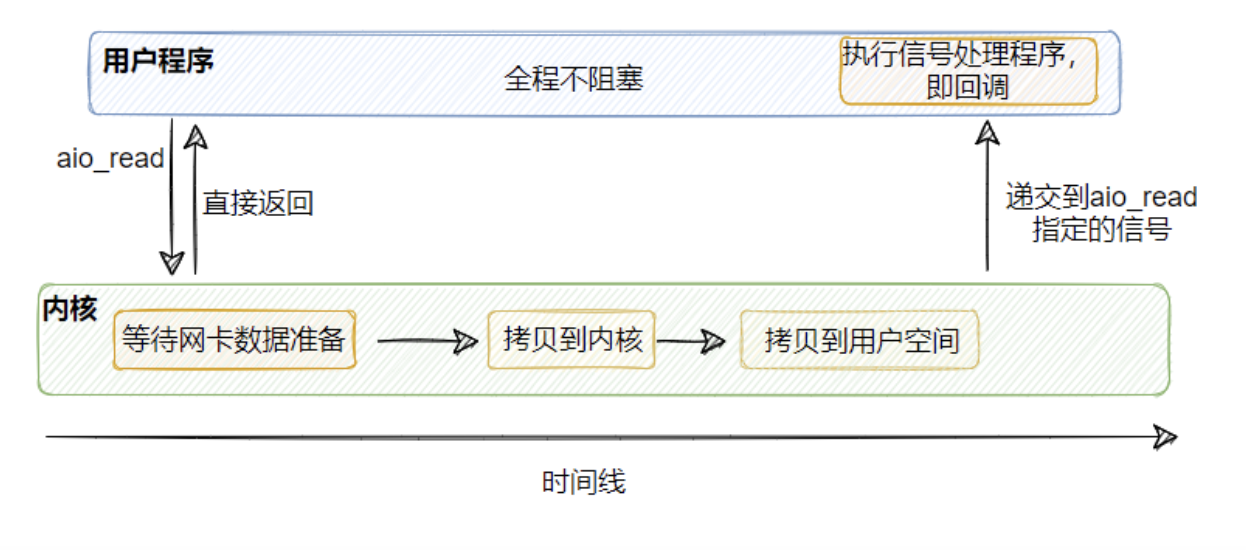 用户程序
全程不阻塞
执行信号处理程序，
即回调
aio_read
直接返回
递交到aio_read
指定的信号
内核
等待网卡数据准备
拷贝到内核
拷贝到用户空间
时间线